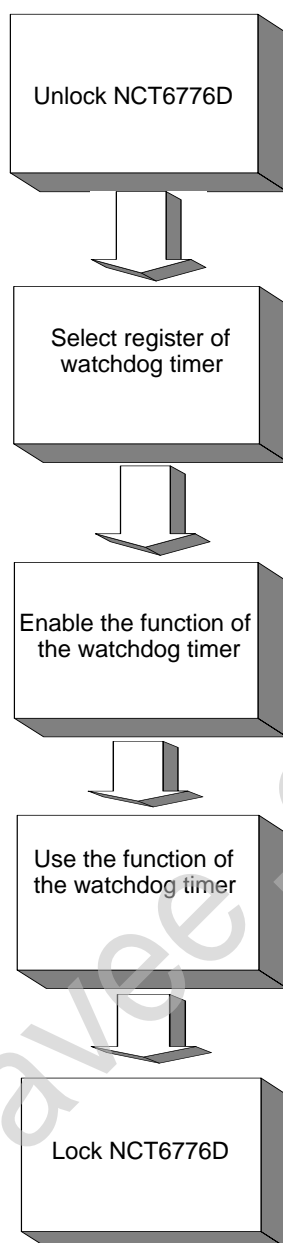 Unlock NCT6776D
Select register of
watchdog timer
Enable the function of
the watchdog timer
Use the function of
the watchdog timer
Lock NCT6776D